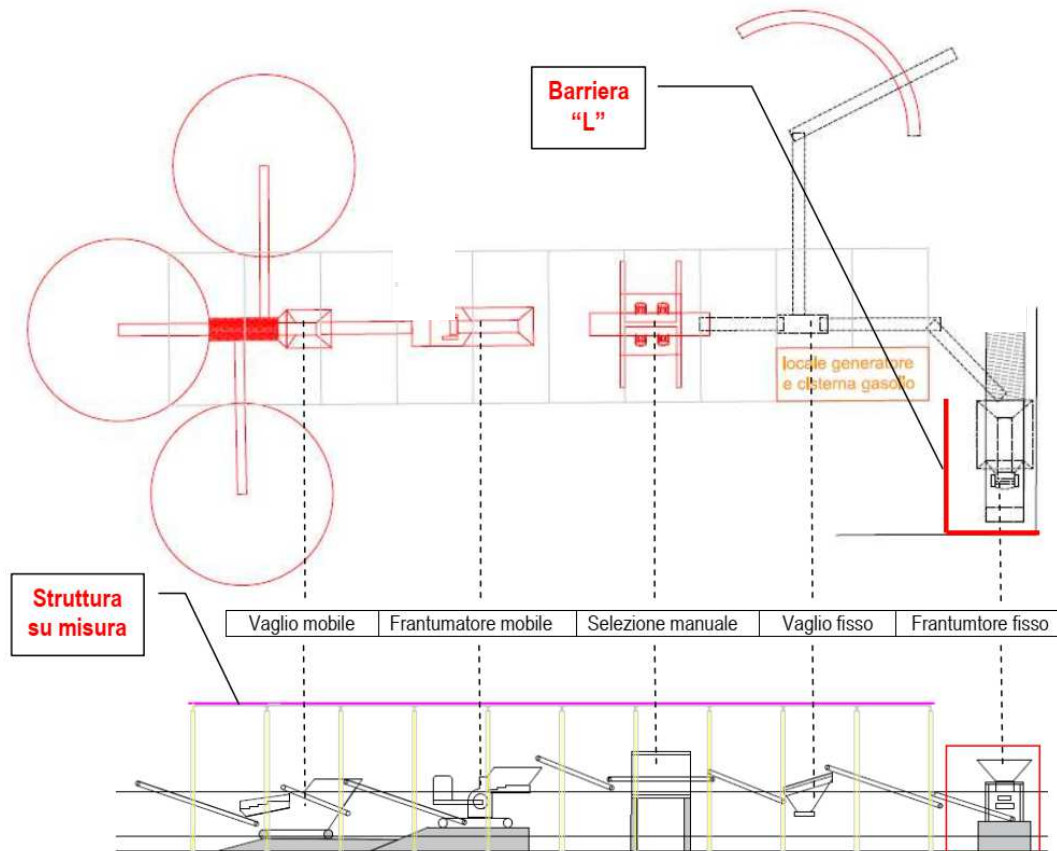 Barriera
“L”
locale generatore
e cisterna gasolio
Struttura
su misura
Vaglio mobile
Frantumatore mobile
Selezione manuale
Vaglio fisso
Frantumtore fisso